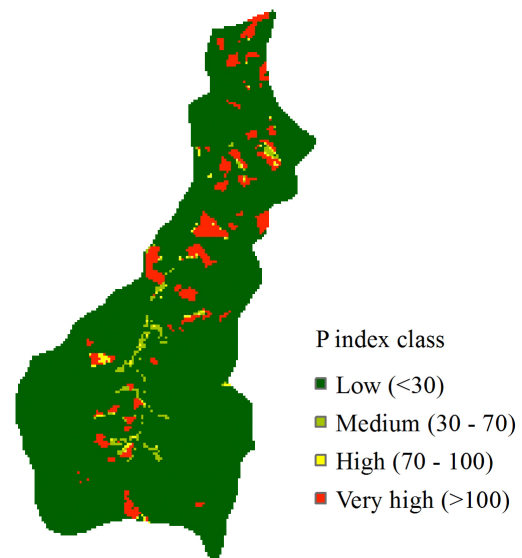 P index class
Low (<30)
Medium (30 - 70)
High (70 - 100)
Very high (>100)